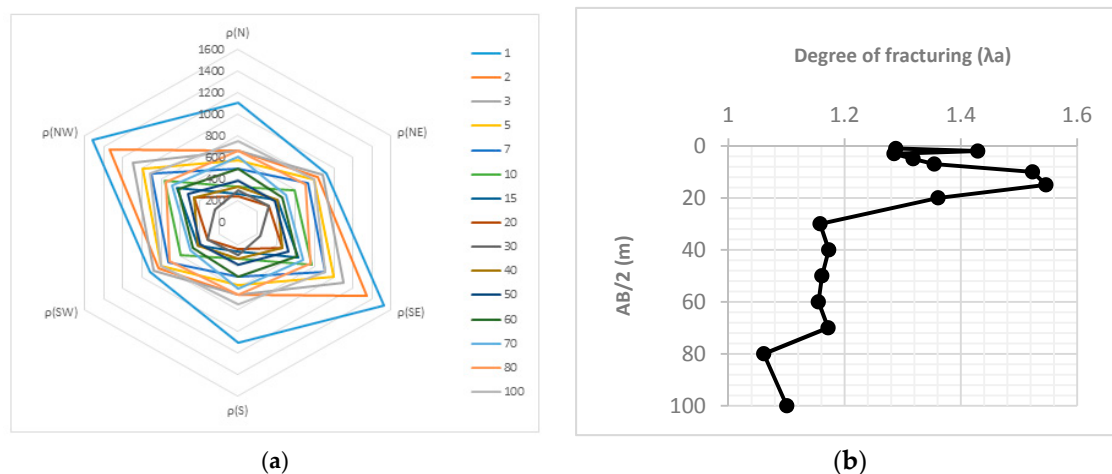 ρ(N)
1600
1400
1200
1000
800
600
400
200
0
ρ(NE)
ρ(SE)
ρ(S)
ρ(SW)
ρ(NW)
1
2
3
5
7
10
15
20
30
40
50
60
70
80
100
(a)
Degree of fracturing (λa)
1 1.2 1.4 1.6
0
20
40
60
80
100
AB/2 (m)
(b)